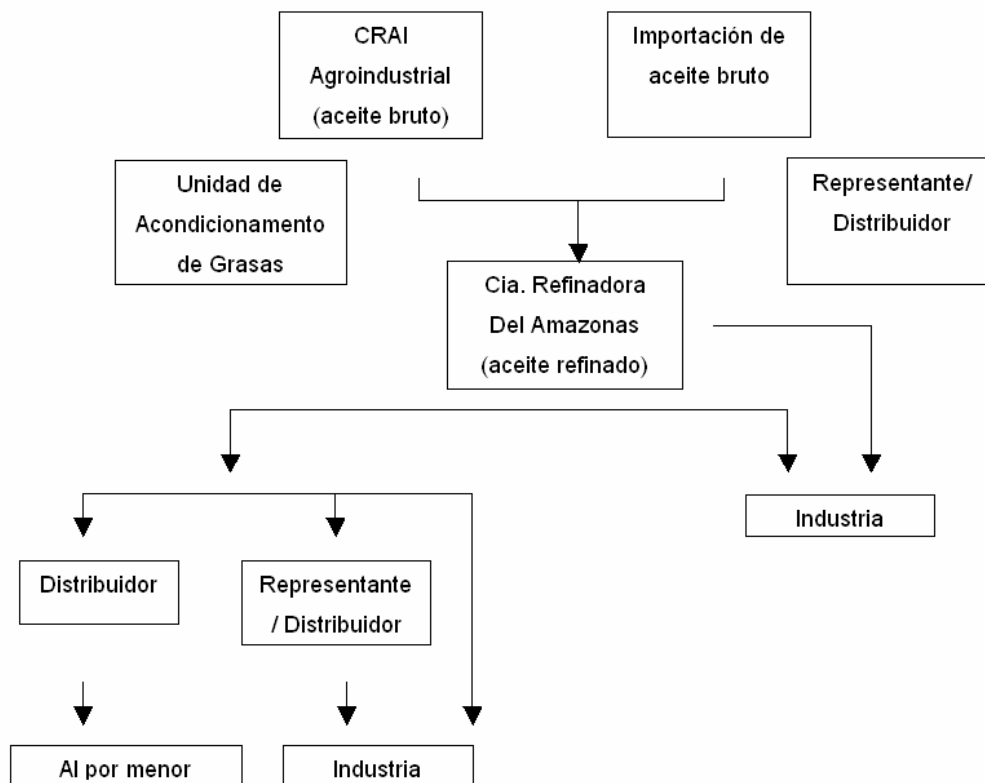 CRAI
Agroindustrial
(aceite bruto)
Importación de
aceite bruto
Unidad de
Acondicionamento
de Grasas
Representante/
Distribuidor
Cia. Refinadora
Del Amazonas
(aceite refinado)
Industria
Distribuidor
Representante
/ Distribuidor
Al por menor
Industria